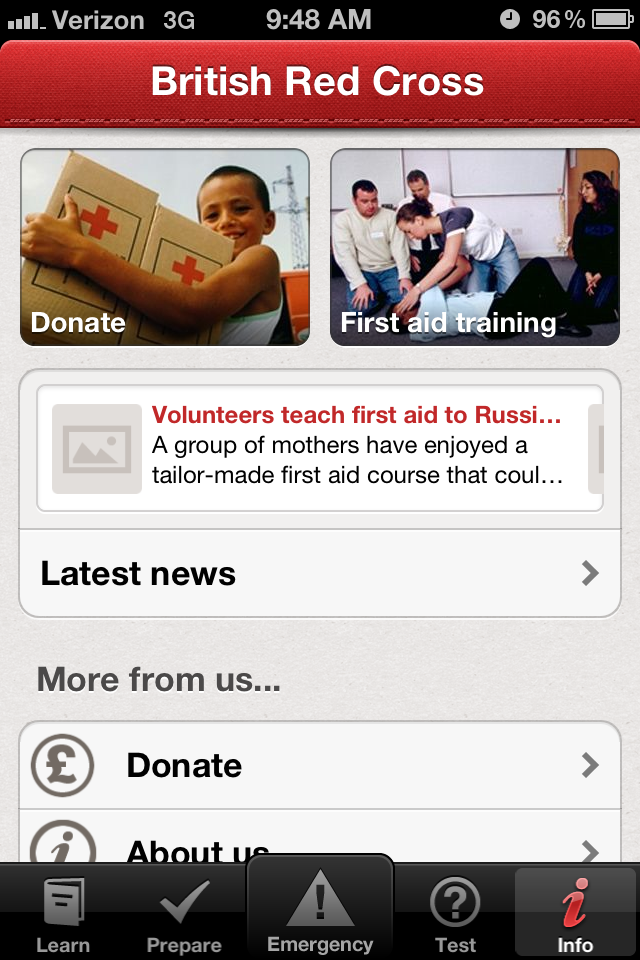 Verizon 3G 9:48 AM 96%
British Red Cross
Donate
First aid training
Volunteers teach first aid to Russi...
A group of mothers have enjoyed a
tailor-made first aid course that coul...
Latest news
More from us...
£ Donate
i About us
Learn
Prepare
! Emergency
? Test
i Info